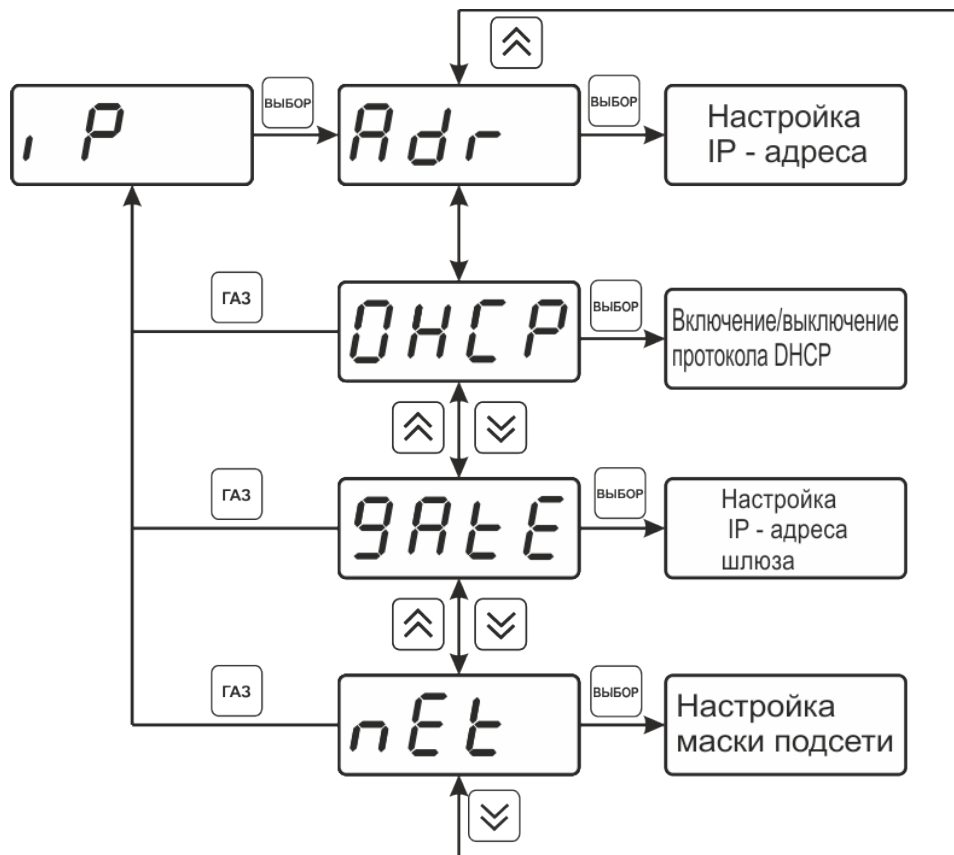 ı P
ВЫБОР
Adr
ВЫБОР
Настройка
IP - адреса
ГАЗ
DHCP
ВЫБОР
Включение/выключение
протокола DHCP
ГАЗ
gAtE
ВЫБОР
Настройка
IP - адреса
шлюза
ГАЗ
nEt
ВЫБОР
Настройка
маски подсети